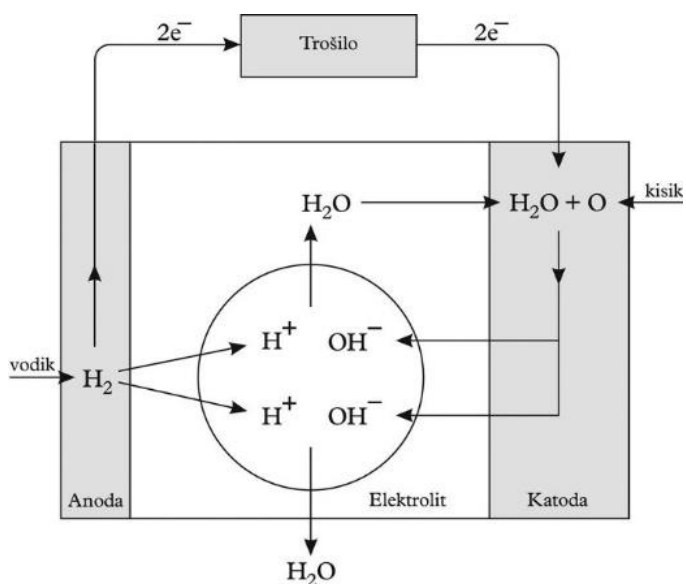 2e⁻
Trošilo
2e⁻
H₂O
H₂O + O
kisik
H⁺ OH⁻
vodik
H₂
H⁺ OH⁻
Anoda
Elektrolit
Katoda
H₂O